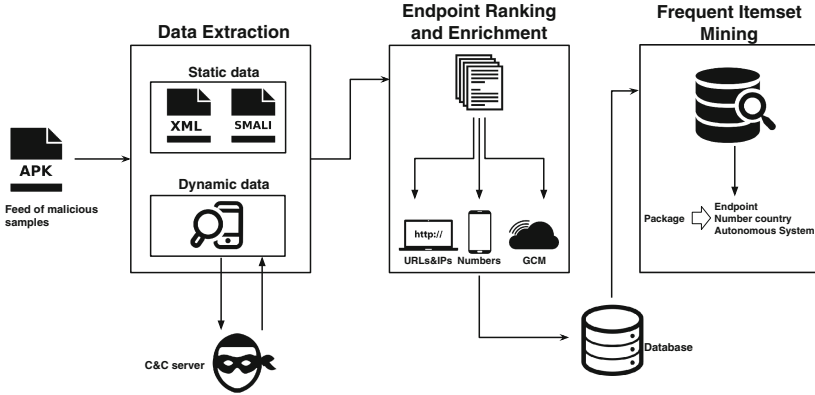 Data Extraction
Endpoint Ranking
and Enrichment
Frequent Itemset
Mining
Static data
XML
SMALI
APK
Feed of malicious
samples
Dynamic data
C&C server
http://
URLs&IPs
Numbers
GCM
Database
Package
Endpoint
Number country
Autonomous System